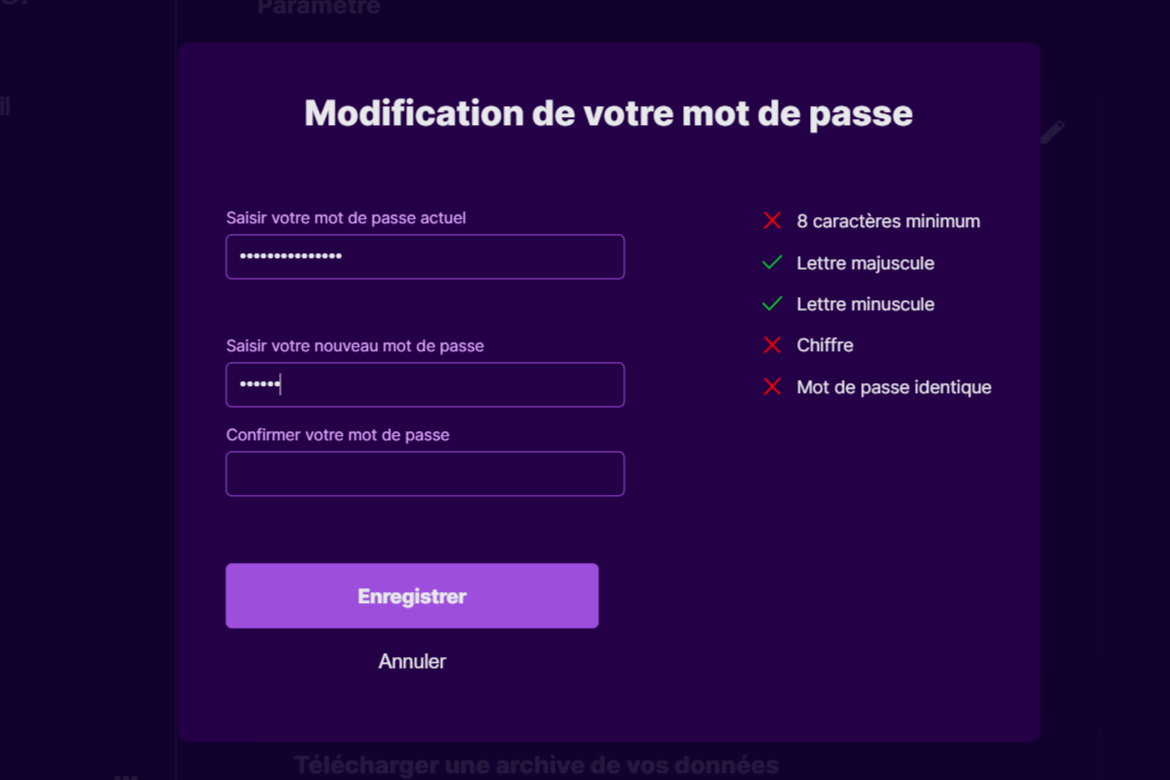 Paramètre
Modification de votre mot de passe
Saisir votre mot de passe actuel
•••••••••••••••
8 caractères minimum
Lettre majuscule
Lettre minuscule
Saisir votre nouveau mot de passe
••••••
Chiffre
Mot de passe identique
Confirmer votre mot de passe
Enregistrer
Annuler
Télécharger une archive de vos données